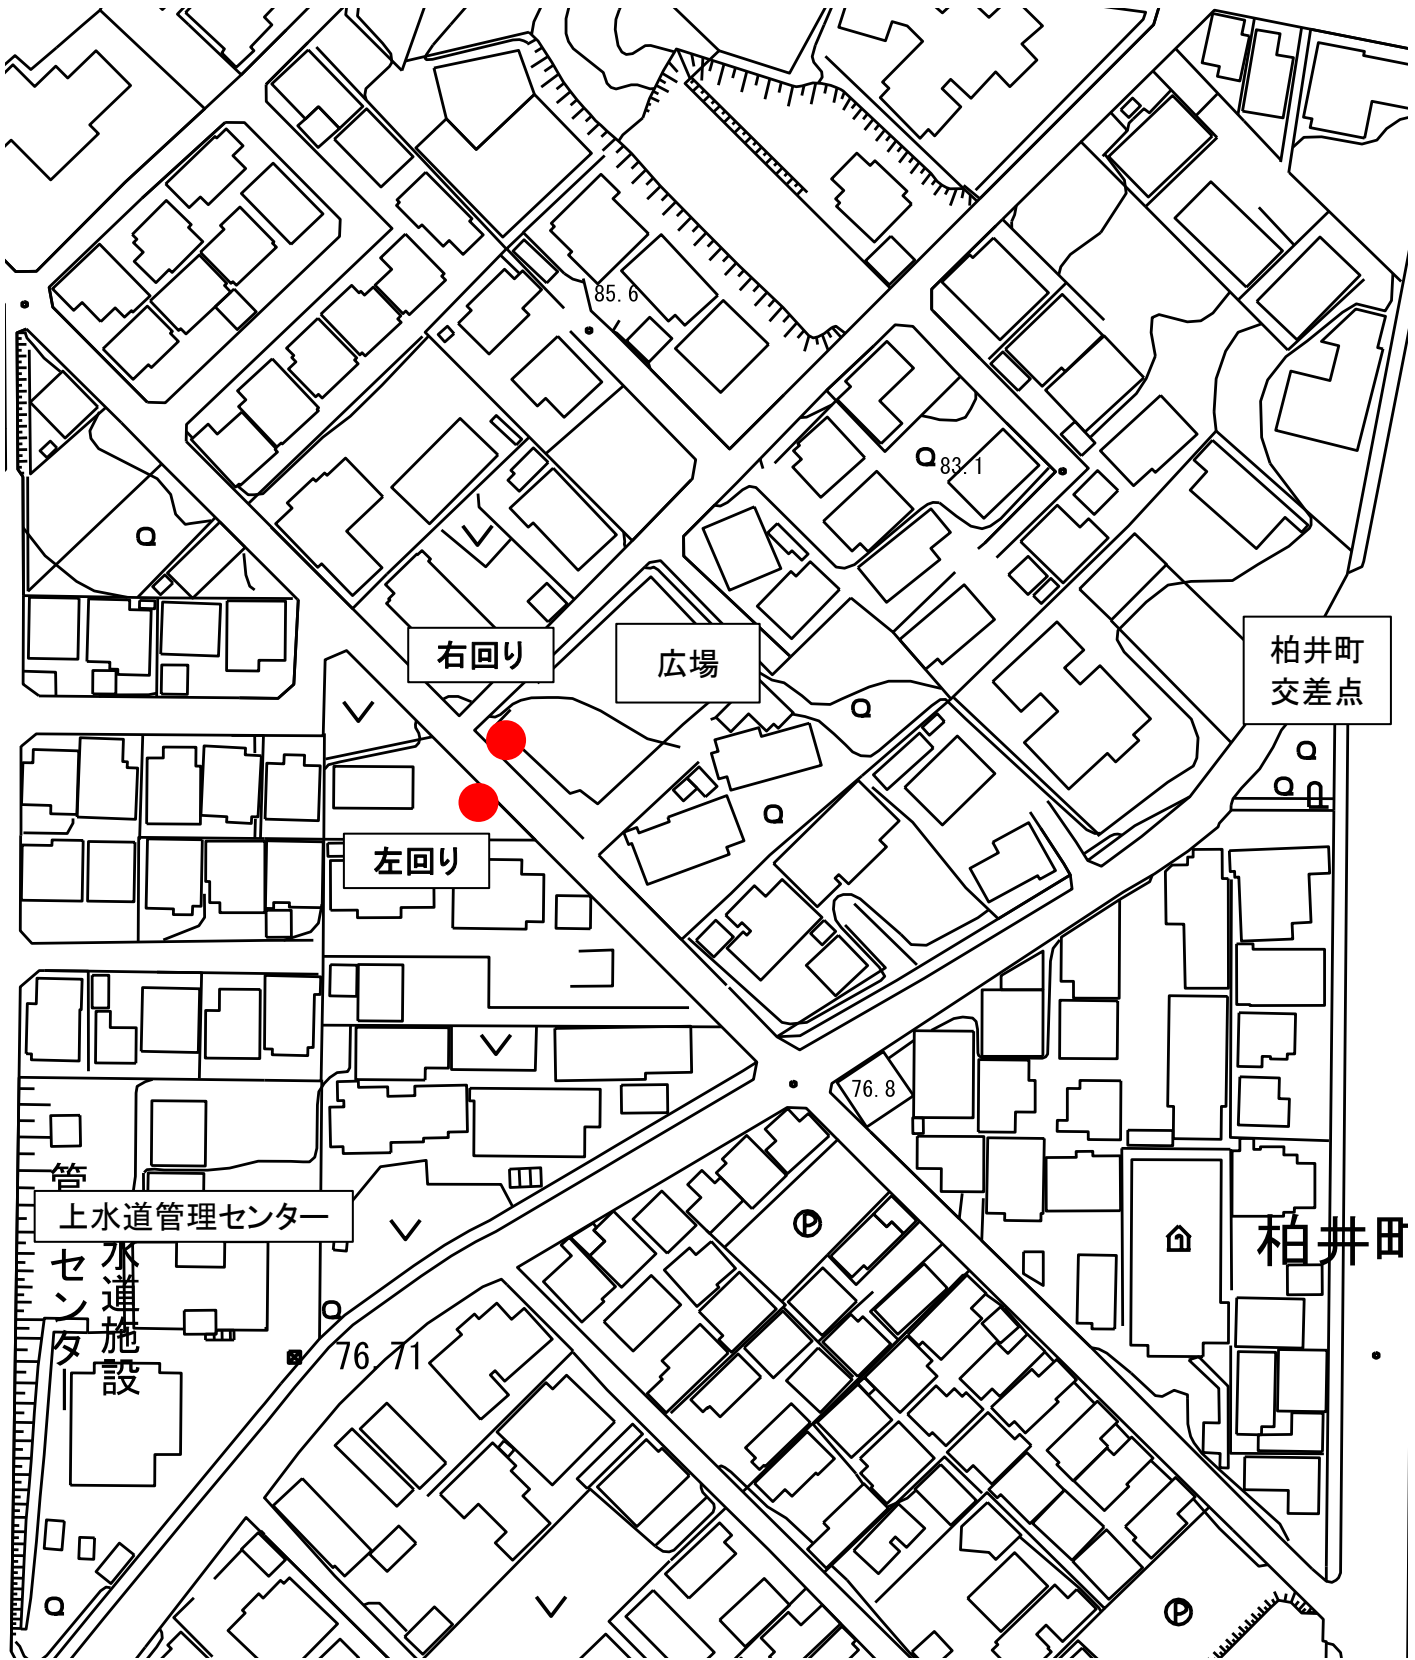 85.6
83.1
右回り
広場
柏井町
交差点
左回り
76.8
管
上水道管理センター
センター
水道施設
柏井町
76.71